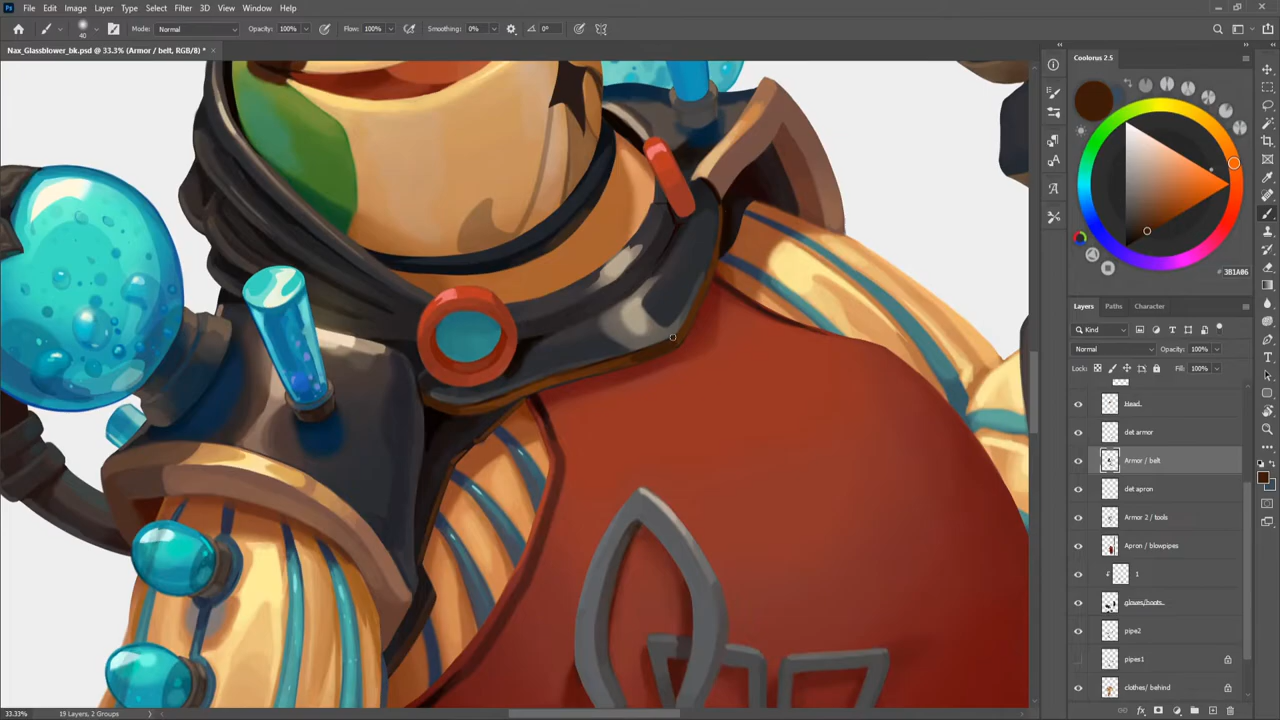 Ps File Edit Image Layer Type Select Filter 3D View Window Help
Mode: Normal Opacity: 100% Flow: 100% Smoothing: 0% 0°
40
Nax_Glassblower_bk.psd @ 33.3% (Armor / belt, RGB/8) * ×
Coolorus 2.5
3B1A06
Layers Paths Character
Kind
Normal Opacity: 100%
Lock: Fill: 100%
Head
det armor
Armor / belt
det apron
Armor 2 / tools
Apron / blowpipes
1
gloves/boots
pipe2
pipes1
clothes/ behind
33.33% 19 Layers, 2 Groups